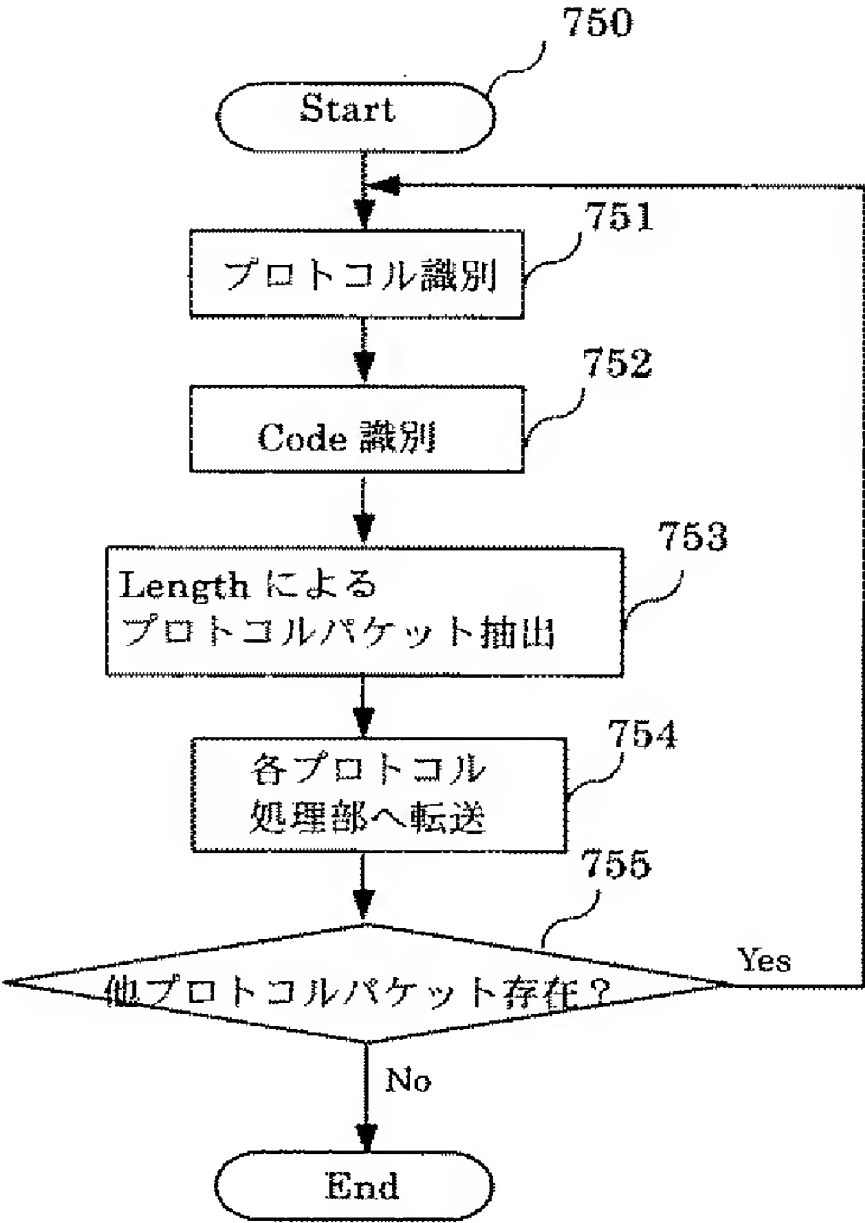 750
Start
751
プロトコル識別
752
Code 識別
753
Length による
プロトコルパケット抽出
754
各プロトコル
処理部へ転送
755
他プロトコルパケット存在？
Yes
No
End